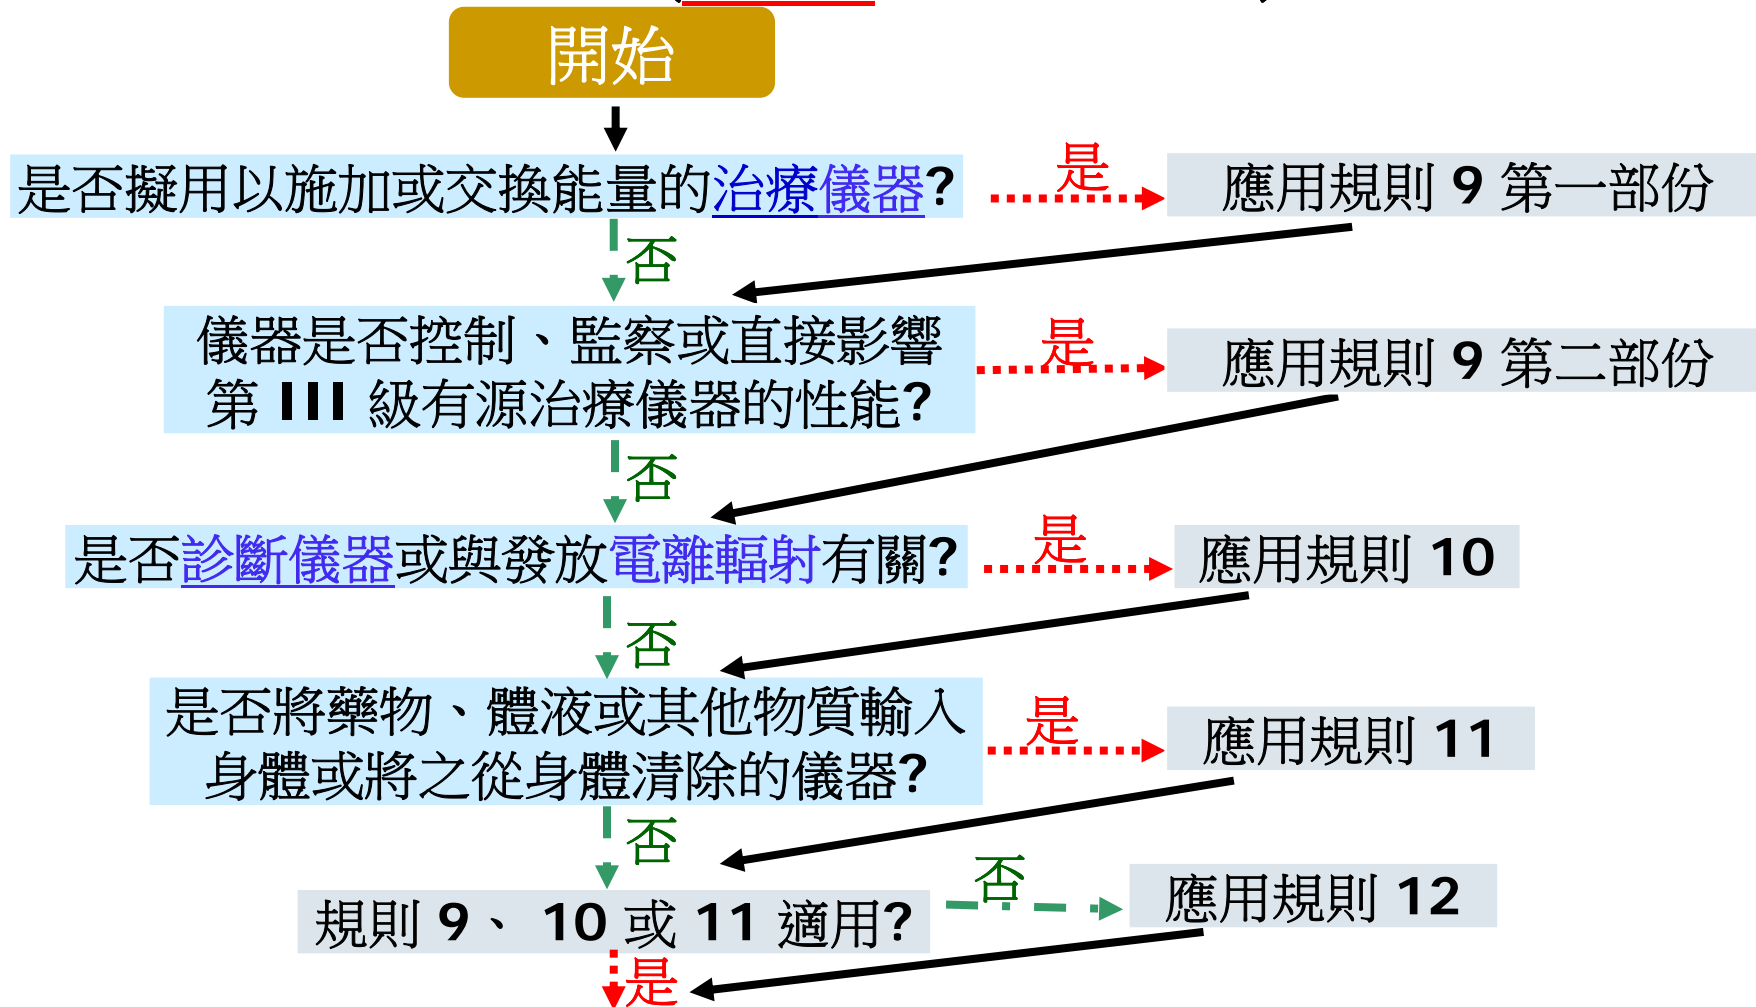 開始
是否擬用以施加或交換能量的治療儀器?
是
應用規則 9 第一部份
否
儀器是否控制、監察或直接影響
第 III 級有源治療儀器的性能?
是
應用規則 9 第二部份
否
是否診斷儀器或與發放電離輻射有關?
是
應用規則 10
否
是否將藥物、體液或其他物質輸入
身體或將之從身體清除的儀器?
是
應用規則 11
否
規則 9、 10 或 11 適用?
否
應用規則 12
是